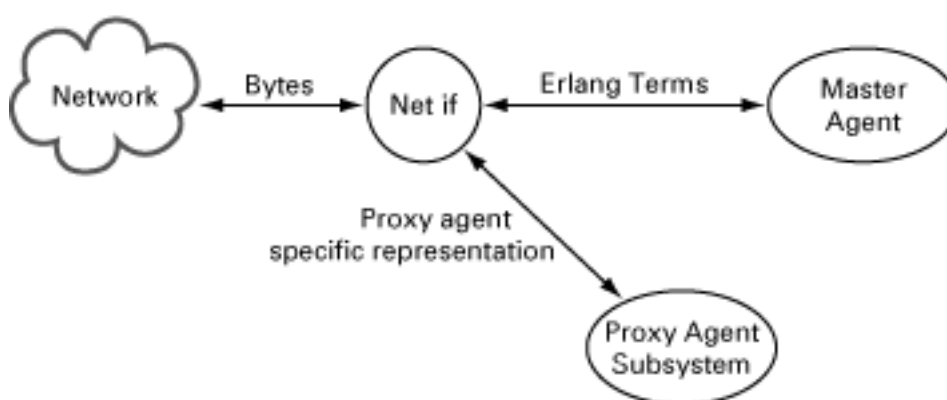 Network
Bytes
Net if
Erlang Terms
Master
Agent
Proxy agent
specific representation
Proxy Agent
Subsystem